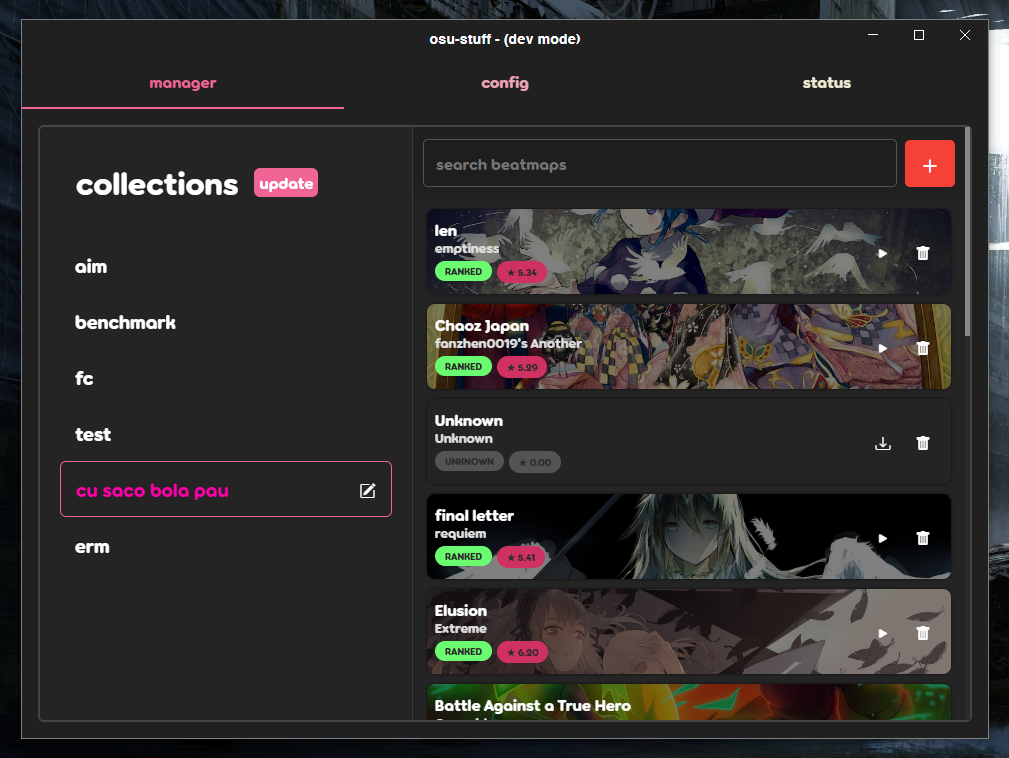 osu-stuff - (dev mode)
manager
config
status
collections
update
aim
benchmark
fc
test
cu saco bola pau
erm
search beatmaps
+
len
emptiness
RANKED
★ 5.34
Chaoz Japan
fanzhen0019's Another
RANKED
★ 5.29
Unknown
Unknown
UNKNOWN
★ 0.00
final letter
requiem
RANKED
★ 5.41
Elusion
Extreme
RANKED
★ 6.20
Battle Against a True Hero